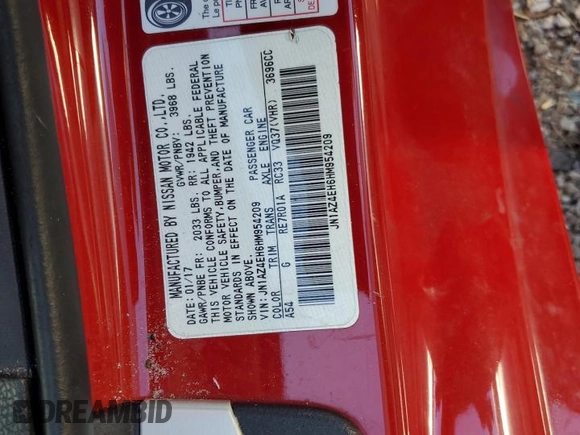 MANUFACTURED BY NISSAN MOTOR CO.,LTD.
DATE: 01/17 GVWR/PNBV: 3968 LBS.
GAWR/PNBE FR: 2033 LBS. RR: 1942 LBS.
THIS VEHICLE CONFORMS TO ALL APPLICABLE FEDERAL
MOTOR VEHICLE SAFETY,BUMPER,AND THEFT PREVENTION
STANDARDS IN EFFECT ON THE DATE OF MANUFACTURE
SHOWN ABOVE.
VIN: JN1AZ4EH6HM954209 PASSENGER CAR
COLOR TRIM TRANS AXLE ENGINE 3696CC
A54 G RE7R01A RC33 VQ37(VHR)
JN1AZ4EH6HM954209
DREAMBID